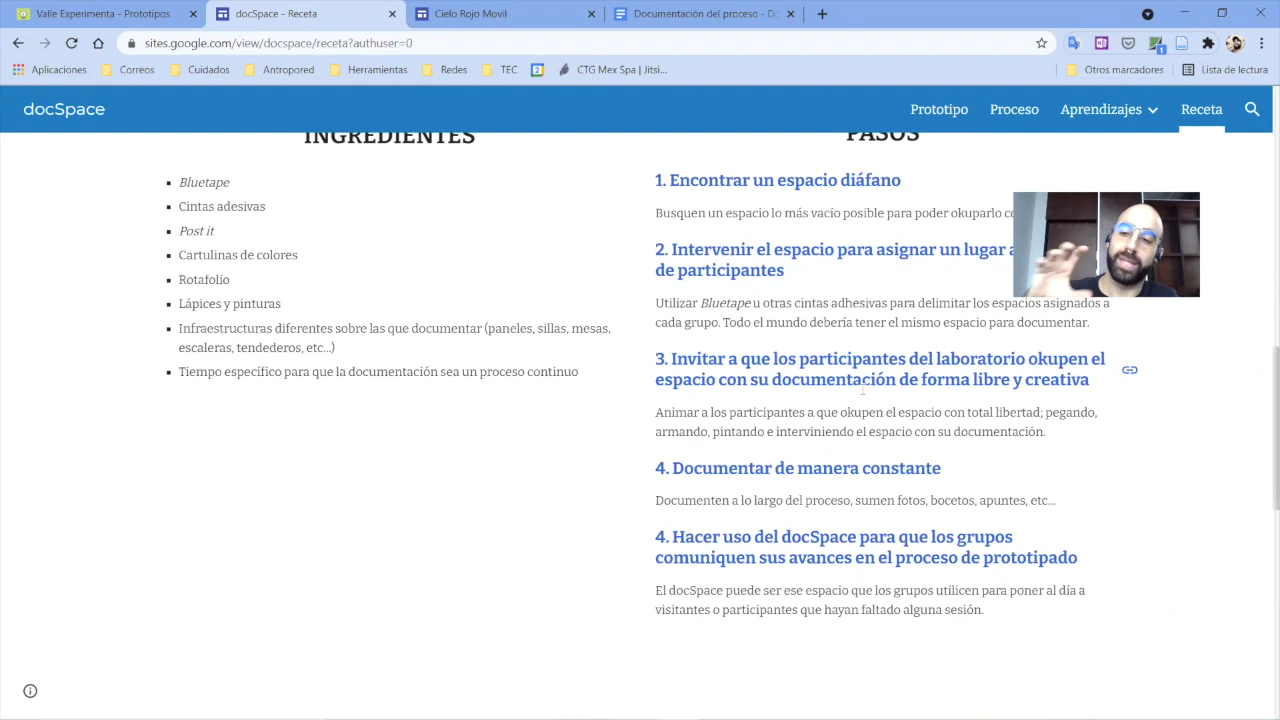 Valle Experimenta - Prototipos
docSpace - Receta
Cielo Rojo Movil
Documentación del proceso - Do
sites.google.com/view/docspace/receta?authuser=0
Aplicaciones
Correos
Cuidados
Antropored
Herramientas
Redes
TEC
CTG Mex Spa | Jitsi...
Otros marcadores
Lista de lectura
docSpace
Prototipo
Proceso
Aprendizajes
Receta
INGREDIENTES
Bluetape
Cintas adesivas
Post it
Cartulinas de colores
Rotafolio
Lápices y pinturas
Infraestructuras diferentes sobre las que documentar (paneles, sillas, mesas,
escaleras, tendederos, etc...)
Tiempo específico para que la documentación sea un proceso continuo
PASOS
1. Encontrar un espacio diáfano
Busquen un espacio lo más vacío posible para poder okuparlo
2. Intervenir el espacio para asignar un lugar
de participantes
Utilizar Bluetape u otras cintas adhesivas para delimitar los espacios asignados a
cada grupo. Todo el mundo debería tener el mismo espacio para documentar.
3. Invitar a que los participantes del laboratorio okupen el
espacio con su documentación de forma libre y creativa
Animar a los participantes a que okupen el espacio con total libertad; pegando,
armando, pintando e interviniendo el espacio con su documentación.
4. Documentar de manera constante
Documenten a lo largo del proceso, sumen fotos, bocetos, apuntes, etc...
4. Hacer uso del docSpace para que los grupos
comuniquen sus avances en el proceso de prototipado
El docSpace puede ser ese espacio que los grupos utilicen para poner al día a
visitantes o participantes que hayan faltado alguna sesión.